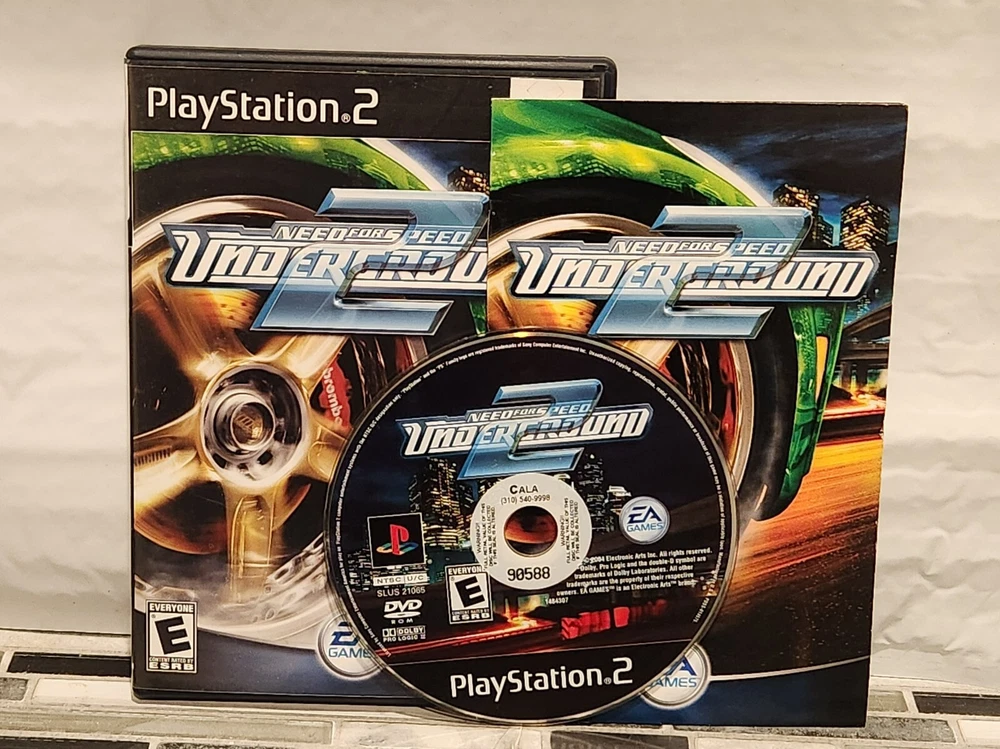 PlayStation®2
NEED FOR SPEED
UNDERGROU
2
brembo
EVERYONE
E
CONTENT RATED BY
ESRB
EA
GAMES
NEED FOR SPEED
UNDERGROUND
2
EA
GAMES
NEED FOR SPEED
UNDERGROUND
2
CALA
(310) 540-9998
90588
EA
GAMES
NTSC U/C
SLUS 21065
DVD
ROM
DOLBY
PRO LOGIC II
EVERYONE
E
CONTENT RATED BY
ESRB
2004 Electronic Arts Inc. All rights reserved.
Dolby, Pro Logic and the double-D symbol are
trademarks of Dolby Laboratories. All other
trademarks are the property of their respective
owners. EA GAMES™ is an Electronic Arts™ brand.
1484307
PlayStation®2